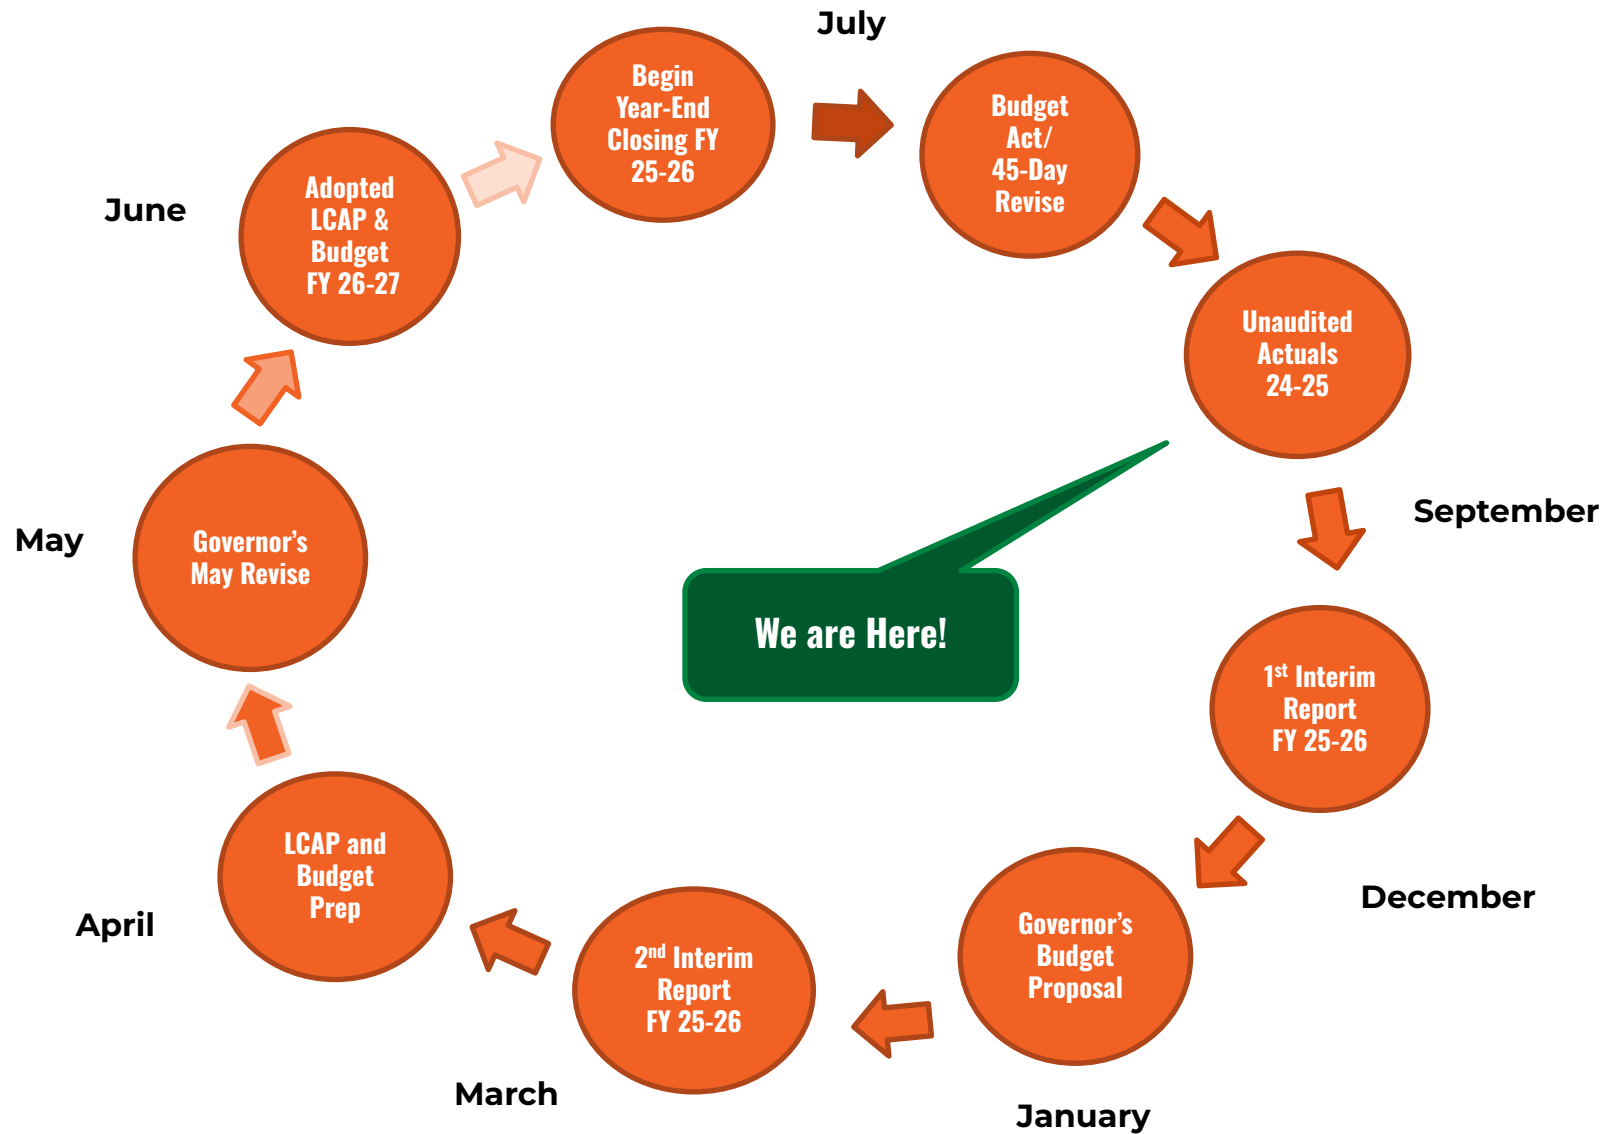 July
Begin
Year-End
Closing FY
25-26
Budget
Act/
45-Day
Revise
Adopted
LCAP &
Budget
FY 26-27
June
Unaudited
Actuals
24-25
September
Governor's
May Revise
May
We are Here!
1st Interim
Report
FY 25-26
December
LCAP and
Budget
Prep
April
2nd Interim
Report
FY 25-26
March
Governor's
Budget
Proposal
January